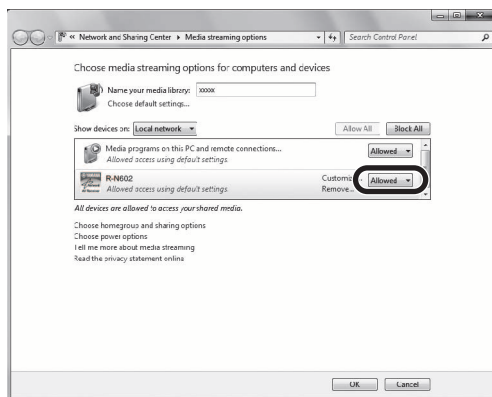 « Network and Sharing Center ▸ Media streaming options
Search Control Panel
Choose media streaming options for computers and devices
Name your media library: xxxxx
Choose default settings...
Show devices on: Local network
Allow All
Block All
Media programs on this PC and remote connections...
Allowed access using default settings.
Allowed
R-N602
Allowed access using default settings.
Customiz
Remove...
Allowed
All devices are allowed to access your shared media.
Choose homegroup and sharing options
Choose power options
Tell me more about media streaming
Read the privacy statement online
OK
Cancel